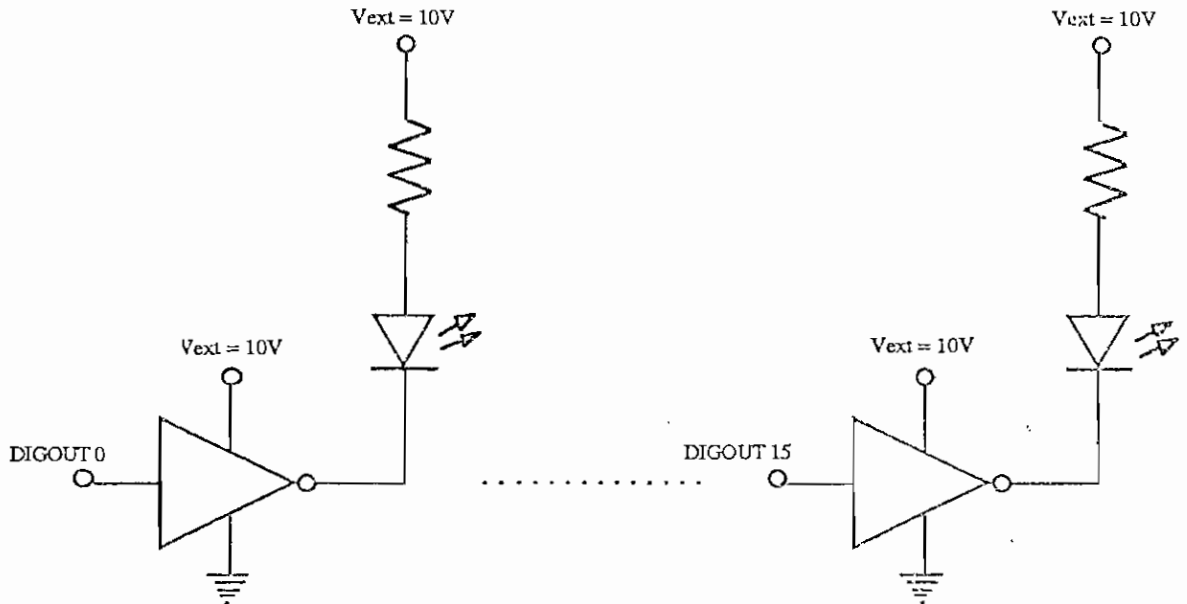 Vext = 10V
Vext = 10V
Vext = 10V
Vext = 10V
DIGOUT 0
DIGOUT 15